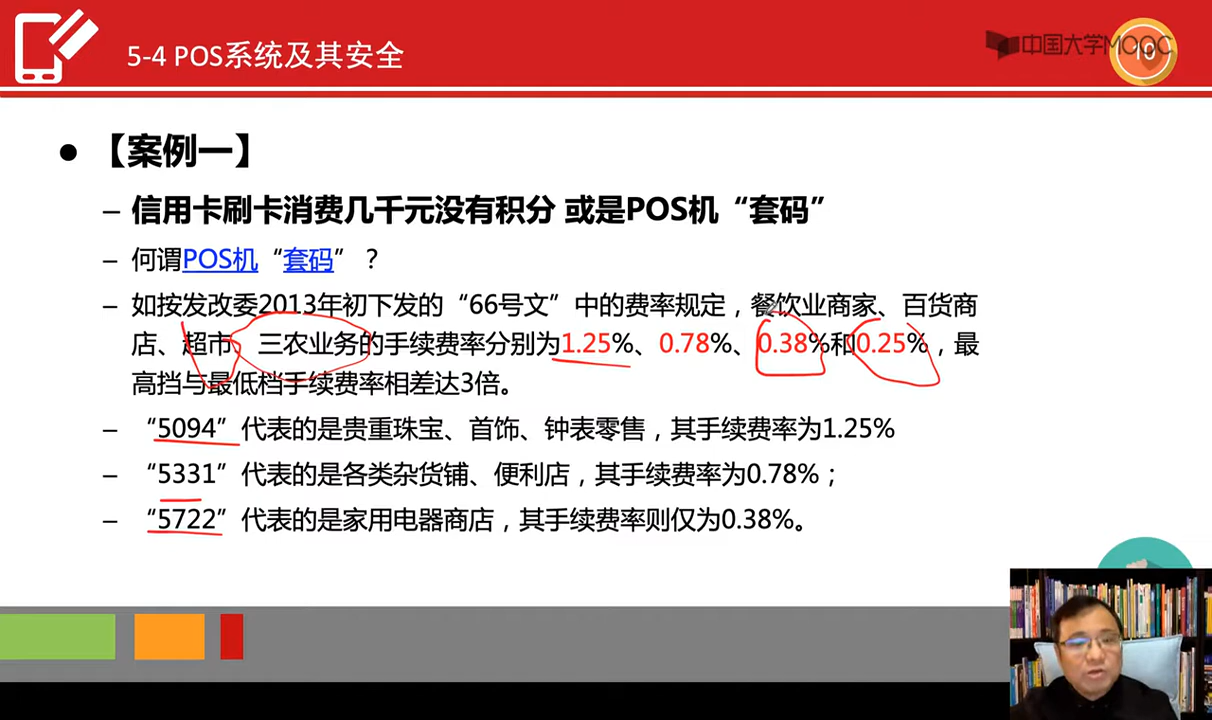 5-4 POS系统及其安全
中国大学MOOC
10
【案例一】
– 信用卡刷卡消费几千元没有积分 或是POS机“套码”
– 何谓POS机“套码”？
– 如按发改委2013年初下发的“66号文”中的费率规定，餐饮业商家、百货商
店、超市、三农业务的手续费率分别为1.25%、0.78%、0.38%和0.25%，最
高挡与最低档手续费率相差达3倍。
– “5094”代表的是贵重珠宝、首饰、钟表零售，其手续费率为1.25%
– “5331”代表的是各类杂货铺、便利店，其手续费率为0.78%；
– “5722”代表的是家用电器商店，其手续费率则仅为0.38%。